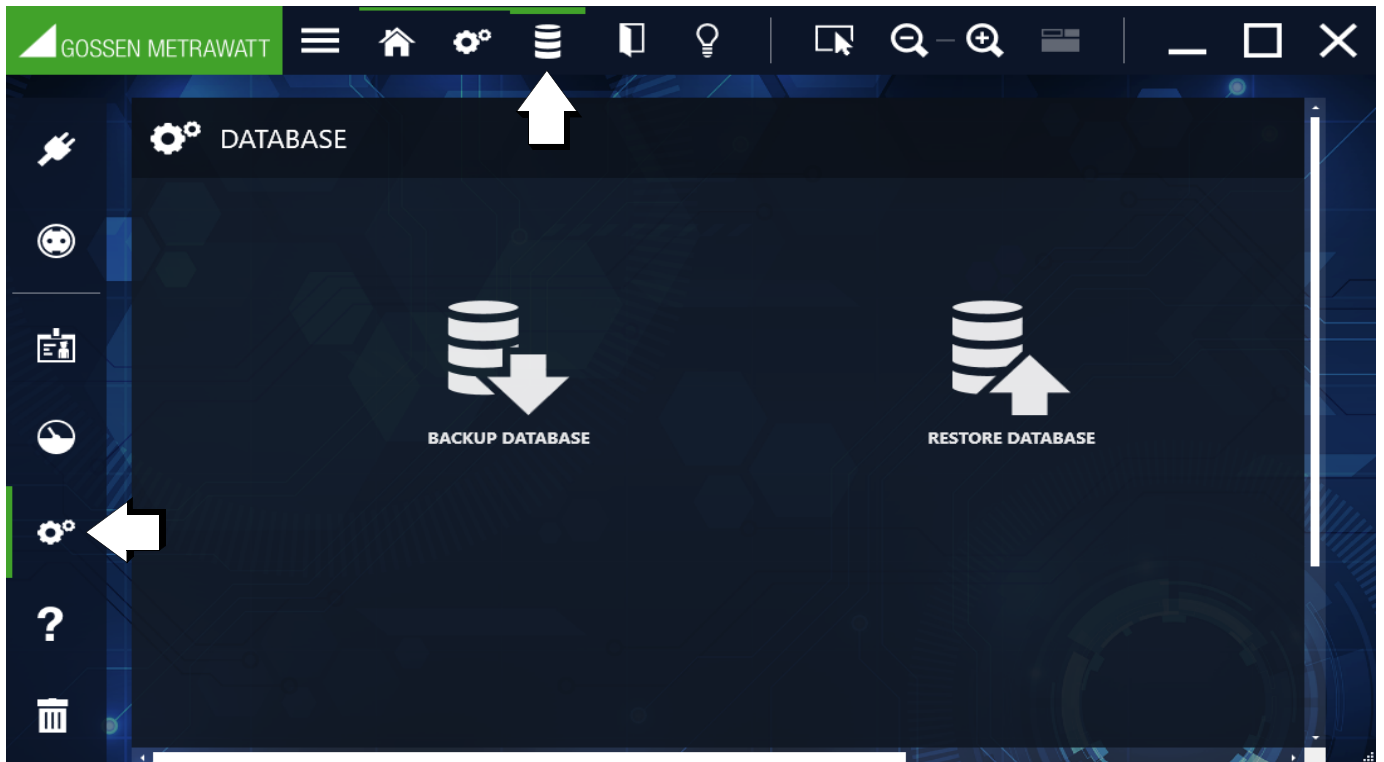 GOSSEN METRAWATT
DATABASE
BACKUP DATABASE
RESTORE DATABASE
?